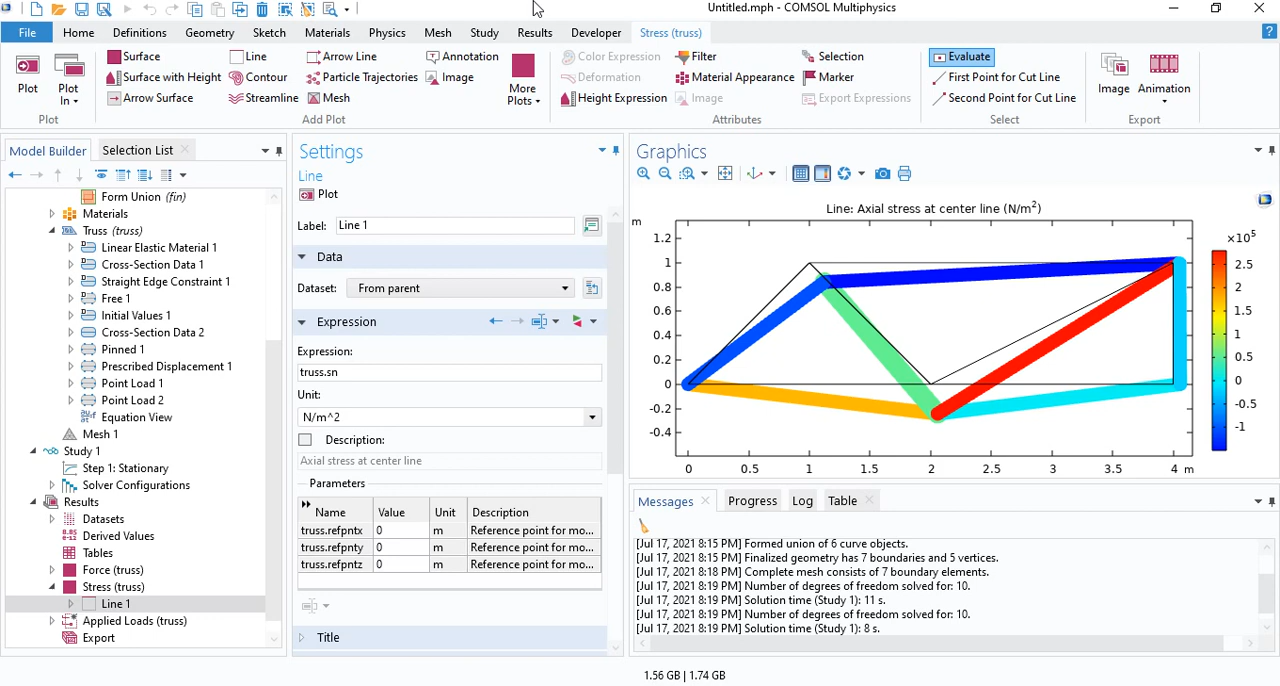 Untitled.mph - COMSOL Multiphysics
File Home Definitions Geometry Sketch Materials Physics Mesh Study Results Developer Stress (truss)
Plot
Plot In
Plot
Surface
Surface with Height
Arrow Surface
Line
Contour
Streamline
Arrow Line
Particle Trajectories
Mesh
Annotation
Image
More Plots
Add Plot
Color Expression
Deformation
Height Expression
Filter
Material Appearance
Image
Selection
Marker
Export Expressions
Attributes
Evaluate
First Point for Cut Line
Second Point for Cut Line
Select
Image
Animation
Export
Model Builder
Selection List
Form Union (fin)
Materials
Truss (truss)
Linear Elastic Material 1
Cross-Section Data 1
Straight Edge Constraint 1
Free 1
Initial Values 1
Cross-Section Data 2
Pinned 1
Prescribed Displacement 1
Point Load 1
Point Load 2
Equation View
Mesh 1
Study 1
Step 1: Stationary
Solver Configurations
Results
Datasets
Derived Values
Tables
Force (truss)
Stress (truss)
Line 1
Applied Loads (truss)
Export
Settings
Line
Plot
Label: Line 1
Data
Dataset: From parent
Expression
Expression:
truss.sn
Unit:
N/m^2
Description:
Axial stress at center line
Parameters
Name Value Unit Description
truss.refpntx 0 m Reference point for mo...
truss.refpnty 0 m Reference point for mo...
truss.refpntz 0 m Reference point for mo...
Title
Graphics
Line: Axial stress at center line (N/m²)
m
1.2
1
0.8
0.6
0.4
0.2
0
-0.2
-0.4
0 0.5 1 1.5 2 2.5 3 3.5 4 m
×10⁵
2.5
2
1.5
1
0.5
0
-0.5
-1
Messages Progress Log Table
[Jul 17, 2021 8:15 PM] Formed union of 6 curve objects.
[Jul 17, 2021 8:15 PM] Finalized geometry has 7 boundaries and 5 vertices.
[Jul 17, 2021 8:18 PM] Complete mesh consists of 7 boundary elements.
[Jul 17, 2021 8:19 PM] Number of degrees of freedom solved for: 10.
[Jul 17, 2021 8:19 PM] Solution time (Study 1): 11 s.
[Jul 17, 2021 8:19 PM] Number of degrees of freedom solved for: 10.
[Jul 17, 2021 8:19 PM] Solution time (Study 1): 8 s.
1.56 GB | 1.74 GB